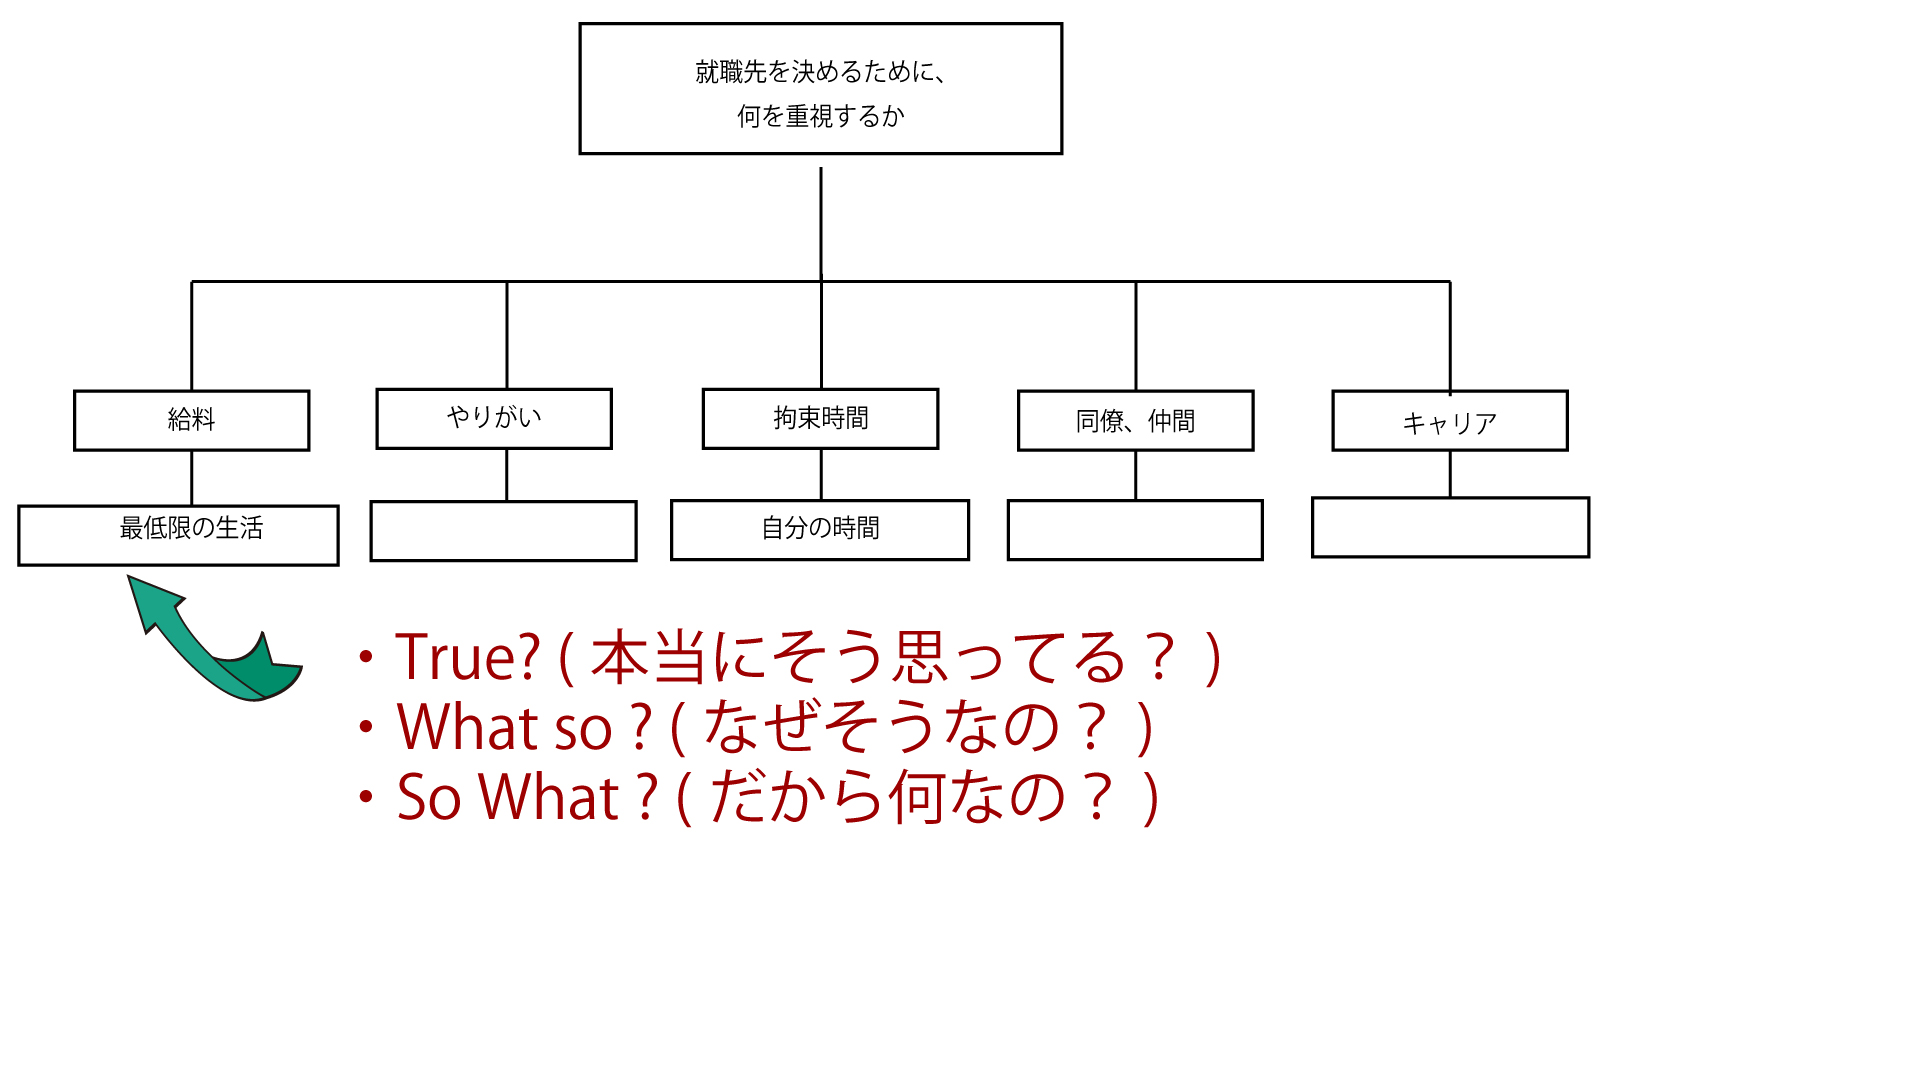 就職先を決めるために、
何を重視するか
給料
やりがい
拘束時間
同僚、仲間
キャリア
最低限の生活
自分の時間
・True? ( 本当にそう思ってる？ )
・What so ? ( なぜそうなの？ )
・So What ? ( だから何なの？ )